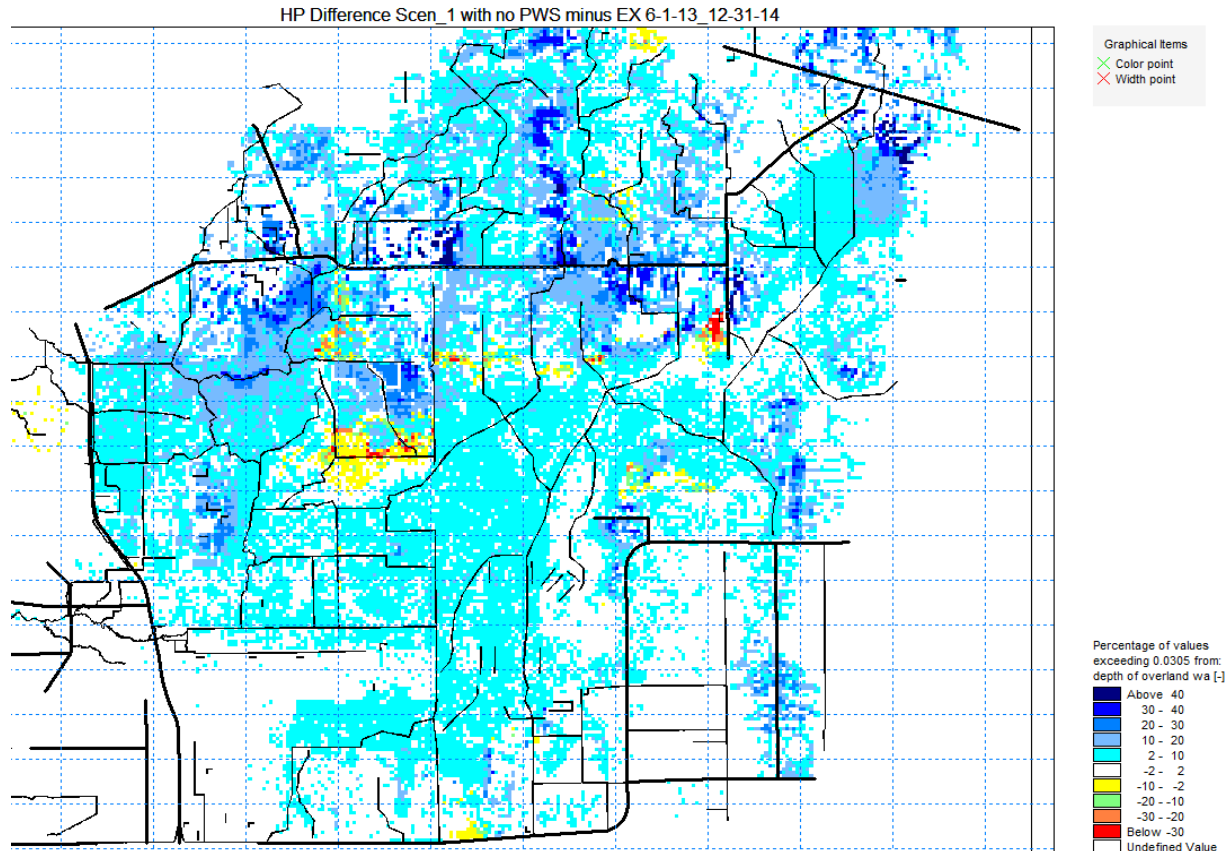 HP Difference Scen_1 with no PWS minus EX 6-1-13_12-31-14
Graphical Items
Color point
Width point
Percentage of values
exceeding 0.0305 from:
depth of overland wa [-]
Above 40
30 - 40
20 - 30
10 - 20
2 - 10
-2 - 2
-10 - -2
-20 - -10
-30 - -20
Below -30
Undefined Value